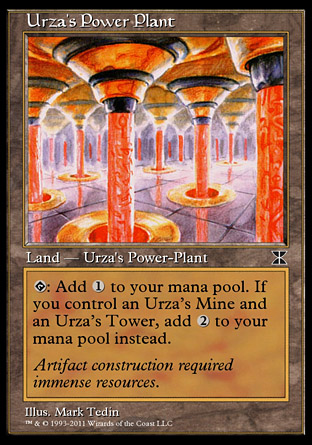 Urza's Power Plant
Land — Urza's Power-Plant
: Add 1 to your mana pool. If
you control an Urza's Mine and
an Urza's Tower, add 2 to your
mana pool instead.
Artifact construction required
immense resources.
Illus. Mark Tedin
™ & © 1993-2011 Wizards of the Coast LLC